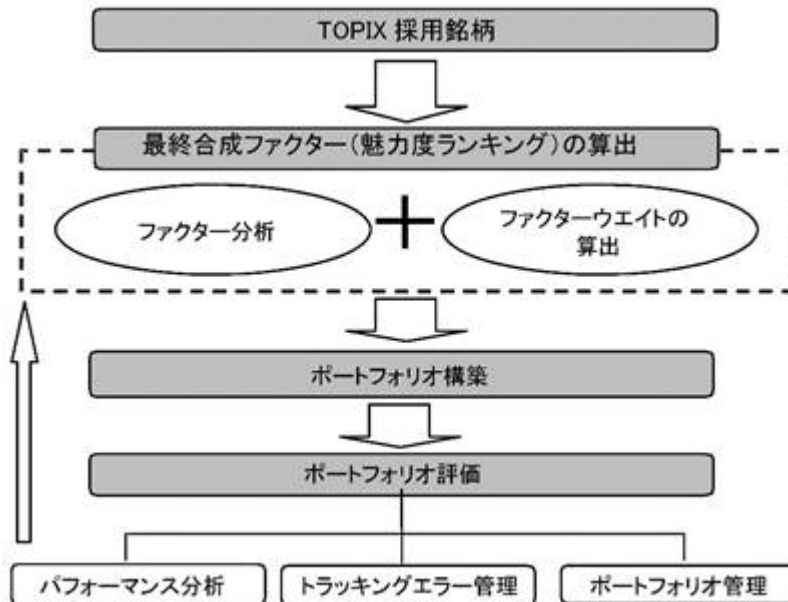 TOPIX 採用銘柄
最終合成ファクター(魅力度ランキング)の算出
ファクター分析
ファクターウエイトの
算出
ポートフォリオ構築
ポートフォリオ評価
パフォーマンス分析
トラッキングエラー管理
ポートフォリオ管理